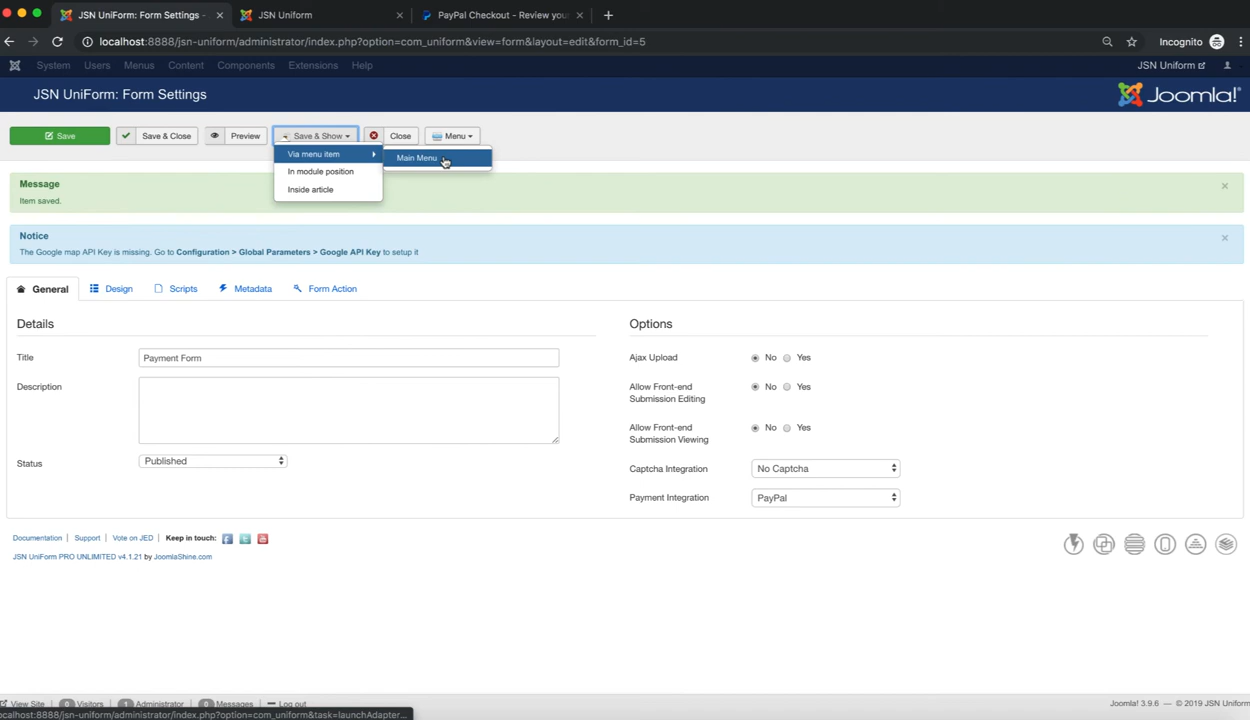 JSN UniForm: Form Settings -
JSN Uniform
PayPal Checkout - Review your
localhost:8888/jsn-uniform/administrator/index.php?option=com_uniform&view=form&layout=edit&form_id=5
Incognito
System Users Menus Content Components Extensions Help
JSN Uniform
JSN UniForm: Form Settings
Joomla!®
Save
Save & Close
Preview
Save & Show
Close
Menu
Via menu item
Main Menu
In module position
Inside article
Message
Item saved.
Notice
The Google map API Key is missing. Go to Configuration > Global Parameters > Google API Key to setup it
General Design Scripts Metadata Form Action
Details
Options
Title
Payment Form
Description
Status
Published
Ajax Upload
No Yes
Allow Front-end
Submission Editing
No Yes
Allow Front-end
Submission Viewing
No Yes
Captcha Integration
No Captcha
Payment Integration
PayPal
Documentation | Support | Vote on JED | Keep in touch:
JSN UniForm PRO UNLIMITED v4.1.21 by JoomlaShine.com
View Site 0 Visitors 1 Administrator 0 Messages Log out
Joomla! 3.9.6 — © 2019 JSN Uniform
localhost:8888/jsn-uniform/administrator/index.php?option=com_uniform&task=launchAdapter...